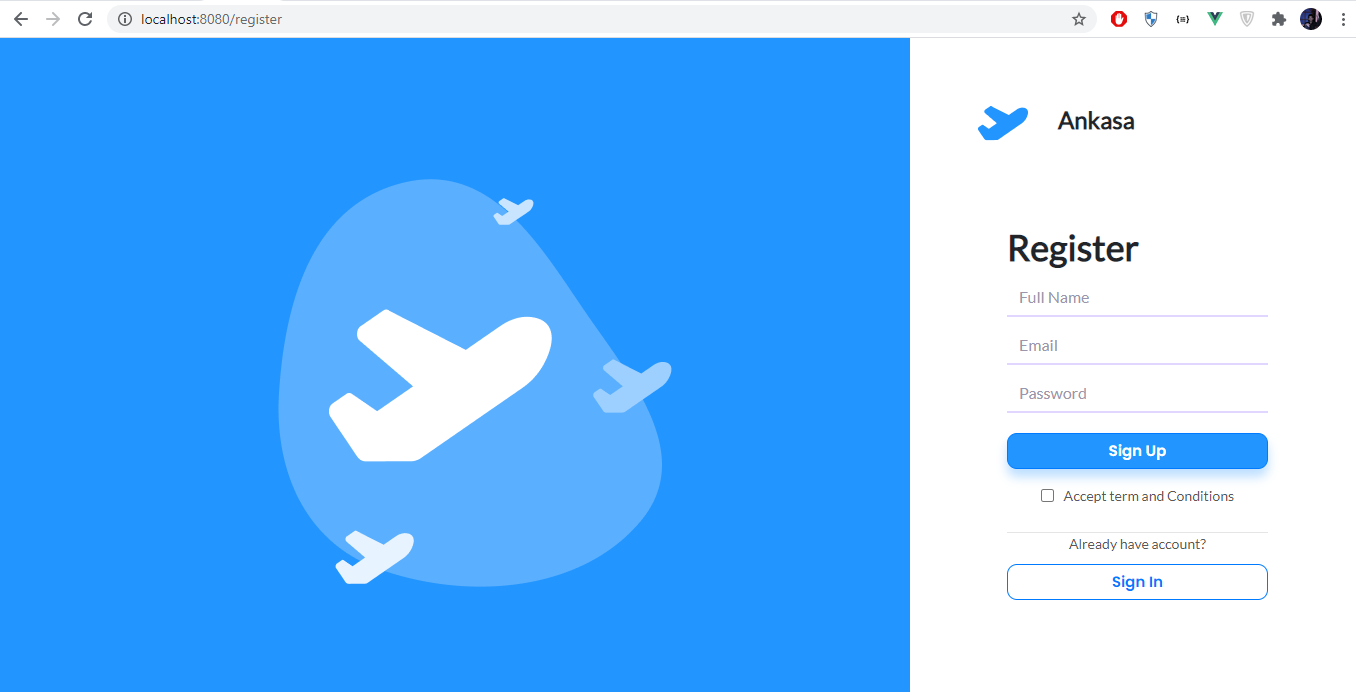 localhost:8080/register
Ankasa
Register
Full Name
Email
Password
Sign Up
Accept term and Conditions
Already have account?
Sign In